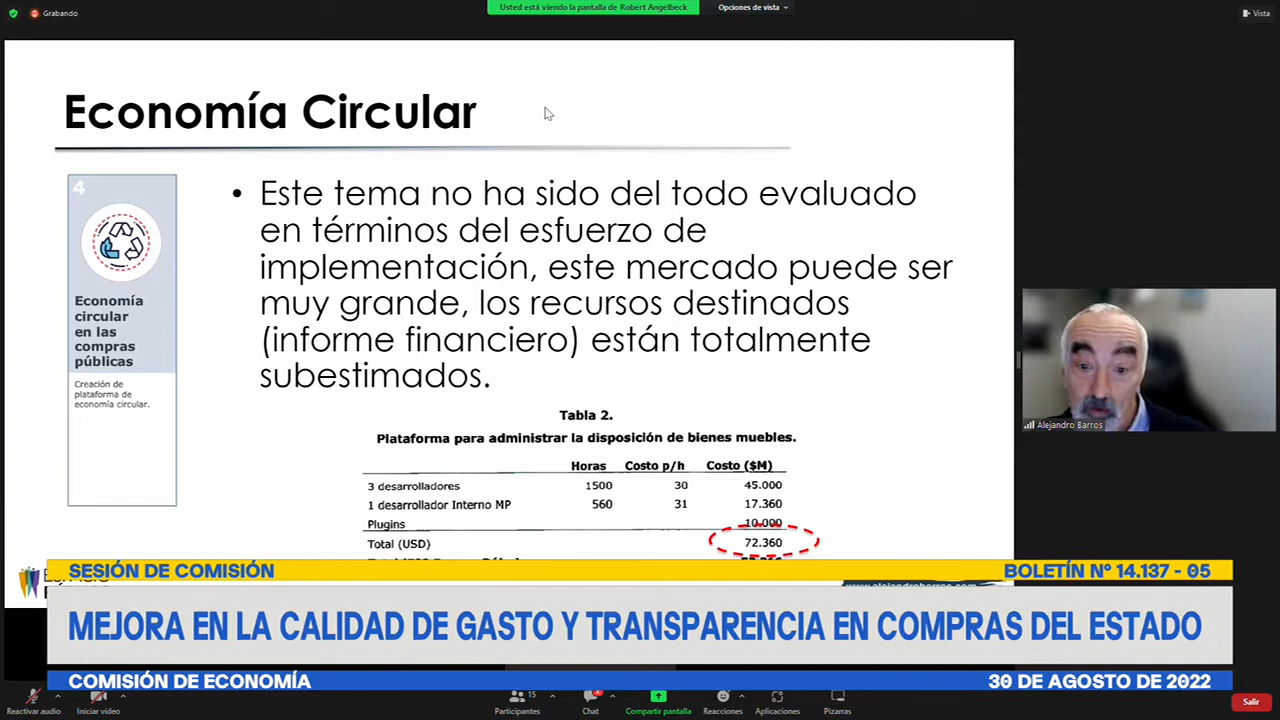 Grabando
Usted está viendo la pantalla de Robert Angelbeck
Opciones de vista
Vista
Economía Circular
4
Economía
circular
en las
compras
públicas
Creación de
plataforma de
economía circular.
• Este tema no ha sido del todo evaluado
en términos del esfuerzo de
implementación, este mercado puede ser
muy grande, los recursos destinados
(informe financiero) están totalmente
subestimados.
Tabla 2.
Plataforma para administrar la disposición de bienes muebles.
Horas Costo p/h Costo ($M)
3 desarrolladores 1500 30 45.000
1 desarrollador Interno MP 560 31 17.360
Plugins 10.000
Total (USD) 72.360
Alejandro Barros
www.alejandrobarros.com
SESIÓN DE COMISIÓN
BOLETÍN N° 14.137 - 05
MEJORA EN LA CALIDAD DE GASTO Y TRANSPARENCIA EN COMPRAS DEL ESTADO
COMISIÓN DE ECONOMÍA
30 DE AGOSTO DE 2022
Reactivar audio
Iniciar video
15
Participantes
Chat
Compartir pantalla
Reacciones
Aplicaciones
Pizarras
Salir